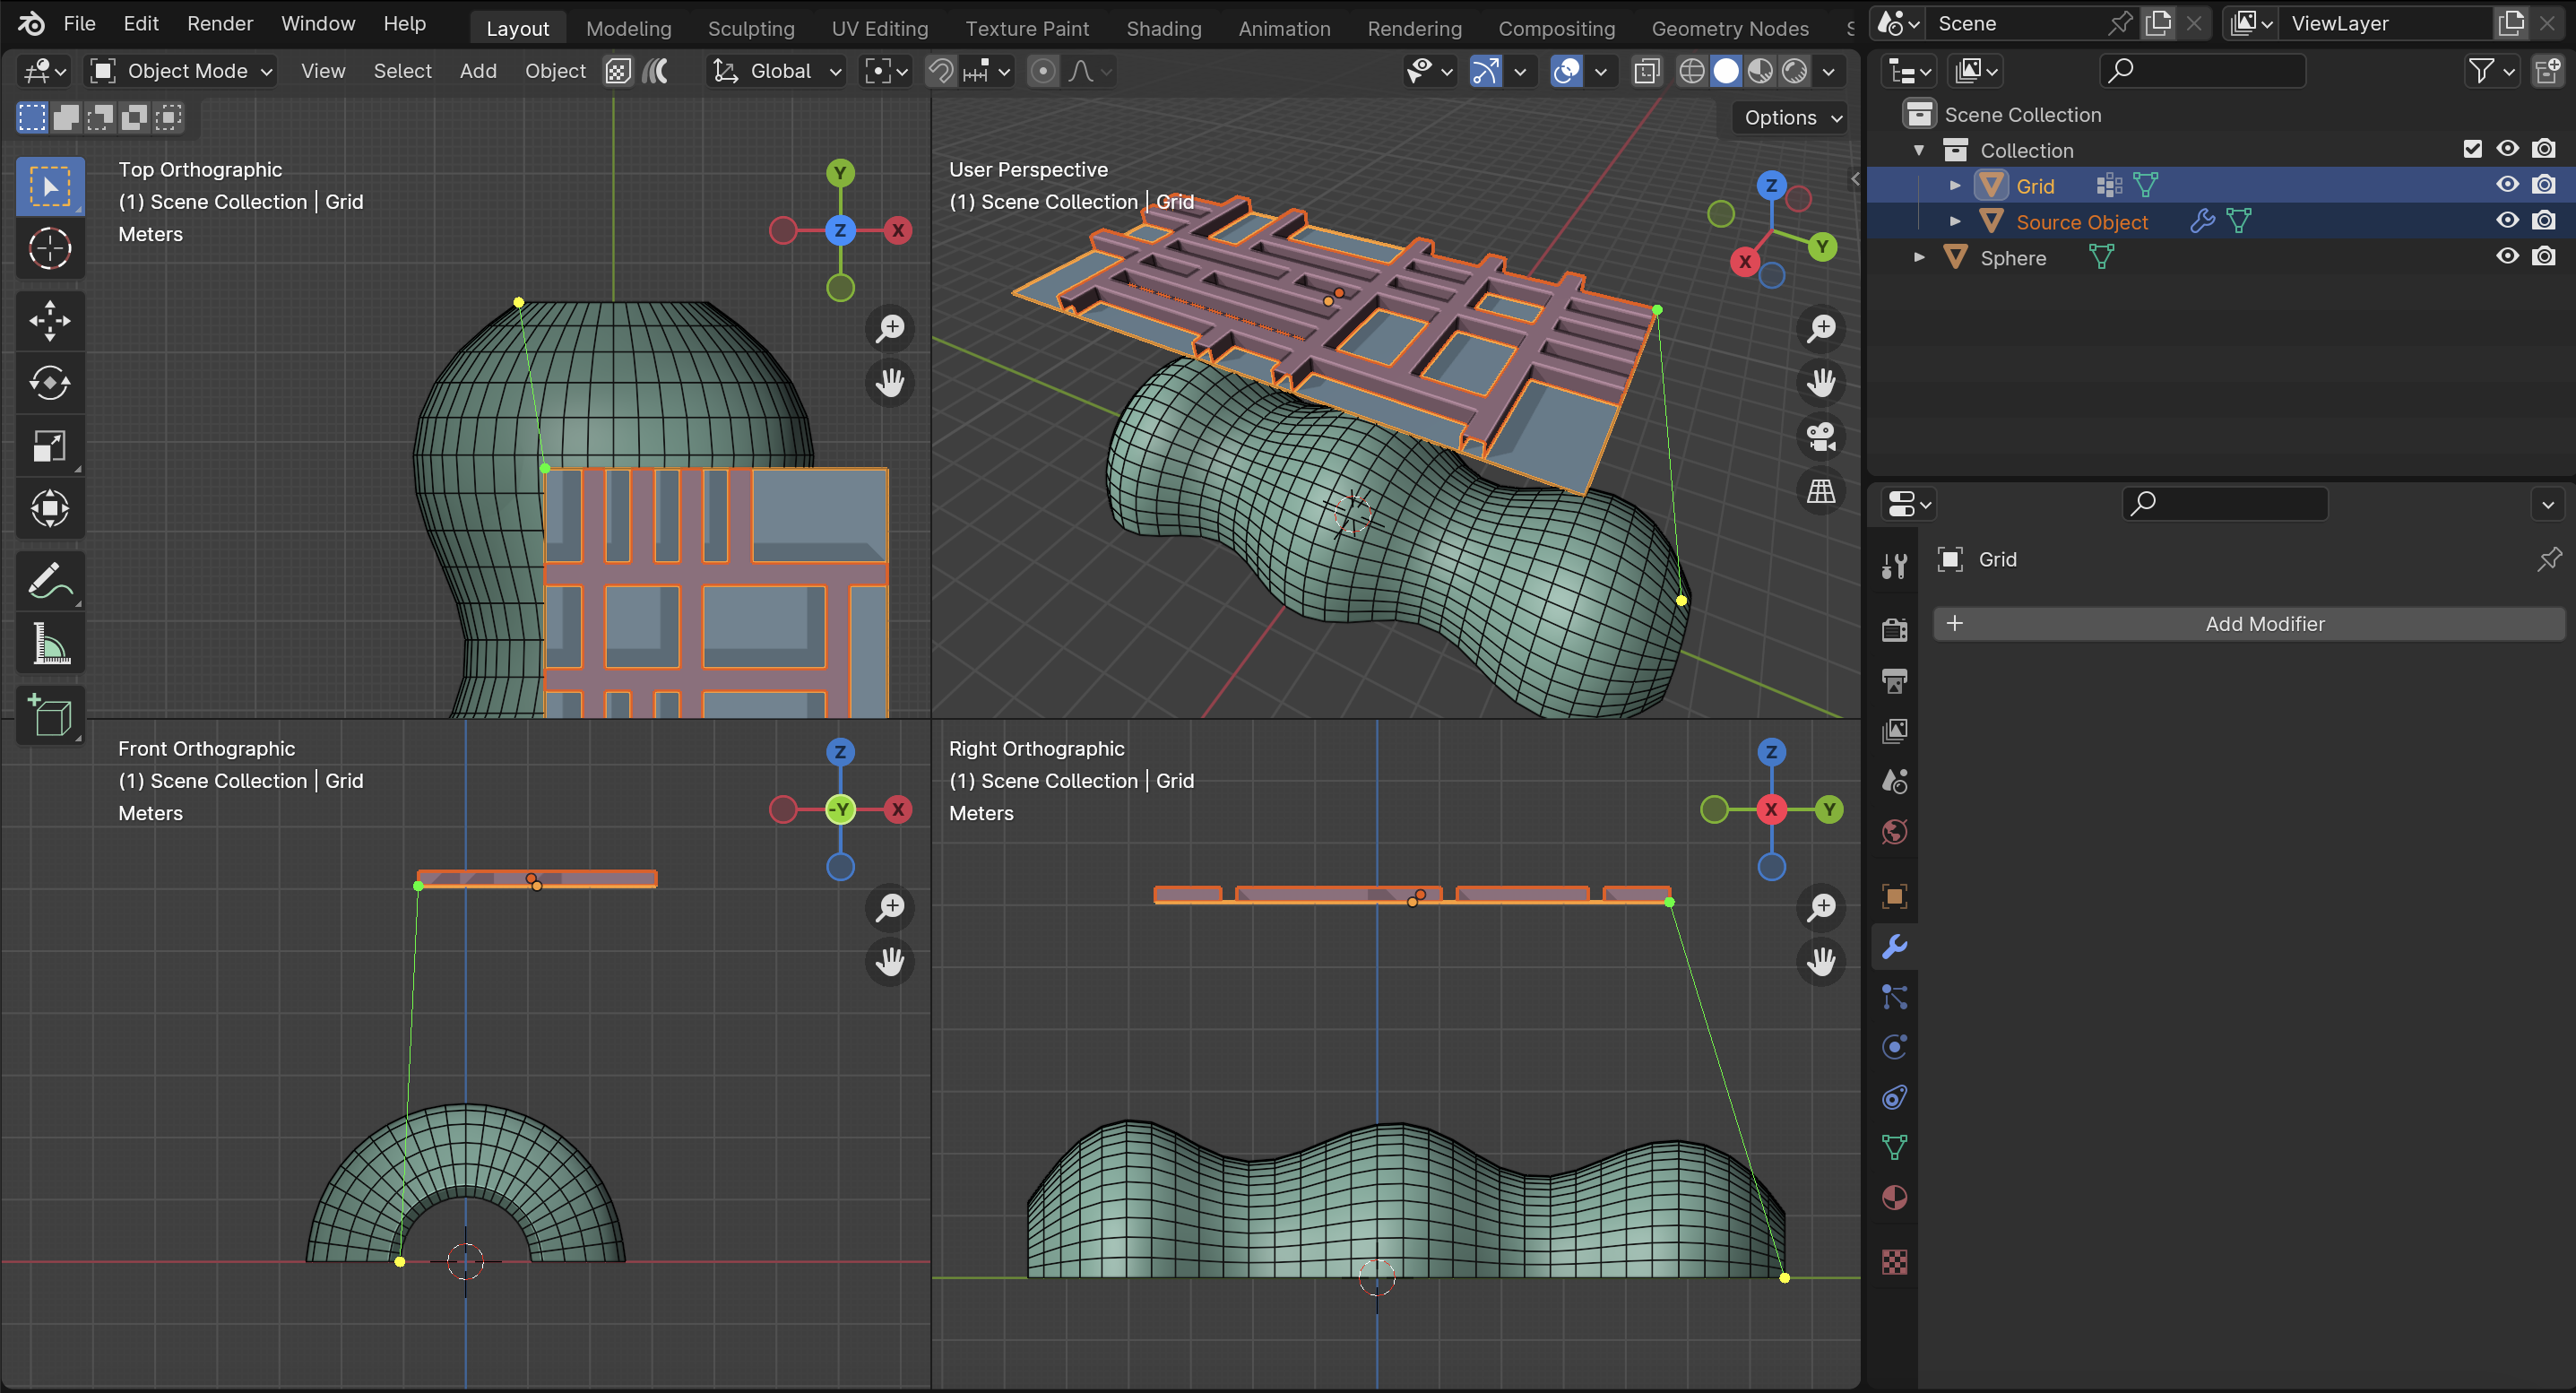 File Edit Render Window Help Layout Modeling Sculpting UV Editing Texture Paint Shading Animation Rendering Compositing Geometry Nodes S Scene ViewLayer
Object Mode View Select Add Object Global
Options
Top Orthographic
(1) Scene Collection | Grid
Meters
Y
X
Z
User Perspective
(1) Scene Collection | Grid
Z
Y
X
Front Orthographic
(1) Scene Collection | Grid
Meters
Z
-Y
X
Right Orthographic
(1) Scene Collection | Grid
Meters
Z
X
Y
Scene Collection
Collection
Grid
Source Object
Sphere
Grid
Add Modifier